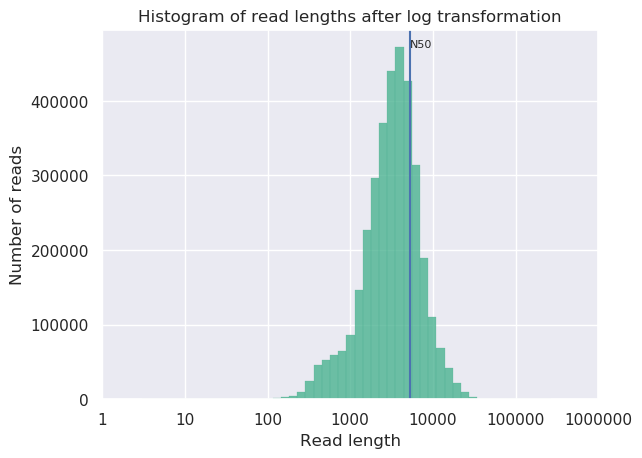 Histogram of read lengths after log transformation
N50
400000
300000
200000
100000
0
Number of reads
1 10 100 1000 10000 100000 1000000
Read length